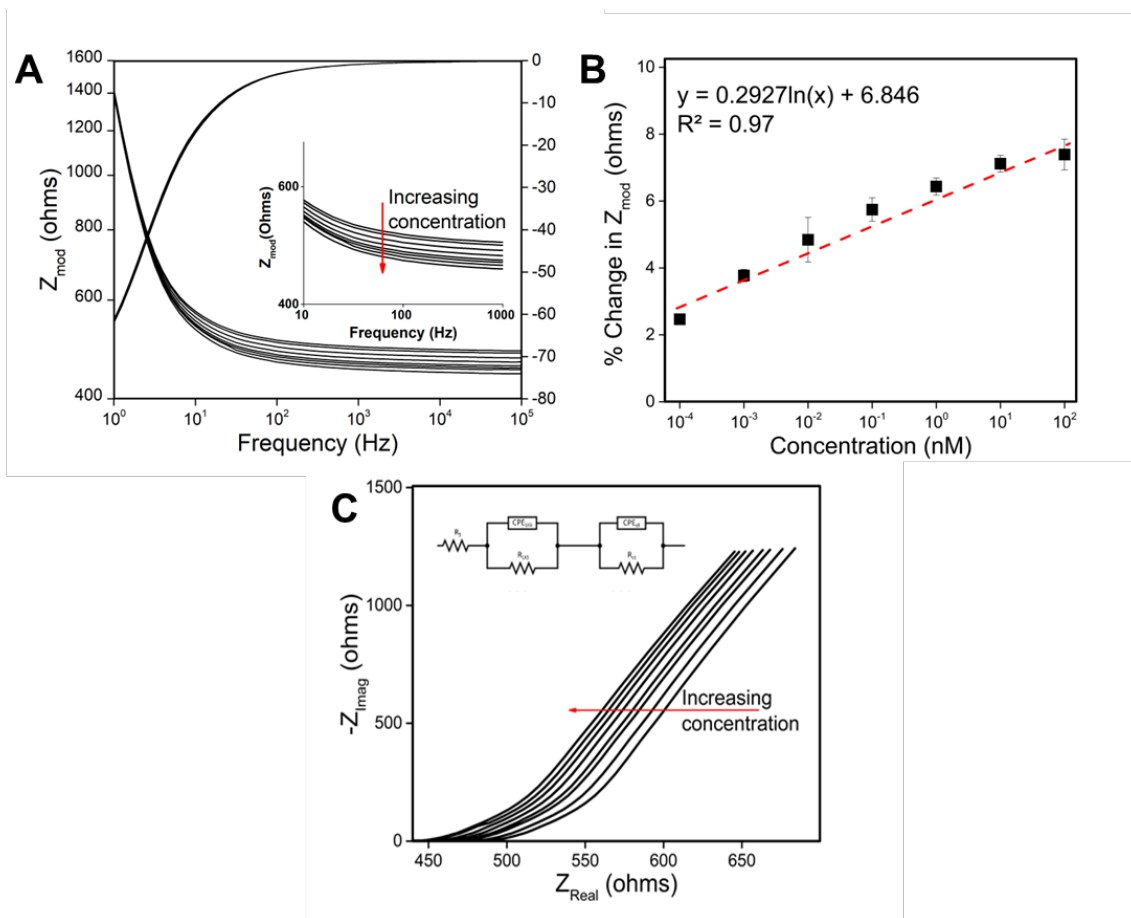 A
1600
1400
1200
1000
800
600
400
Z_mod (ohms)
0
-10
-20
-30
-40
-50
-60
-70
-80
10^0
10^1
10^2
10^3
10^4
10^5
Frequency (Hz)
600
400
Z_mod(Ohms)
Increasing
concentration
10
100
1000
Frequency (Hz)
B
y = 0.2927ln(x) + 6.846
R² = 0.97
10
8
6
4
2
0
% Change in Z_mod (ohms)
10^-4
10^-3
10^-2
10^-1
10^0
10^1
10^2
Concentration (nM)
C
1500
1000
500
0
-Z_Imag (ohms)
Increasing
concentration
450
500
550
600
650
Z_Real (ohms)